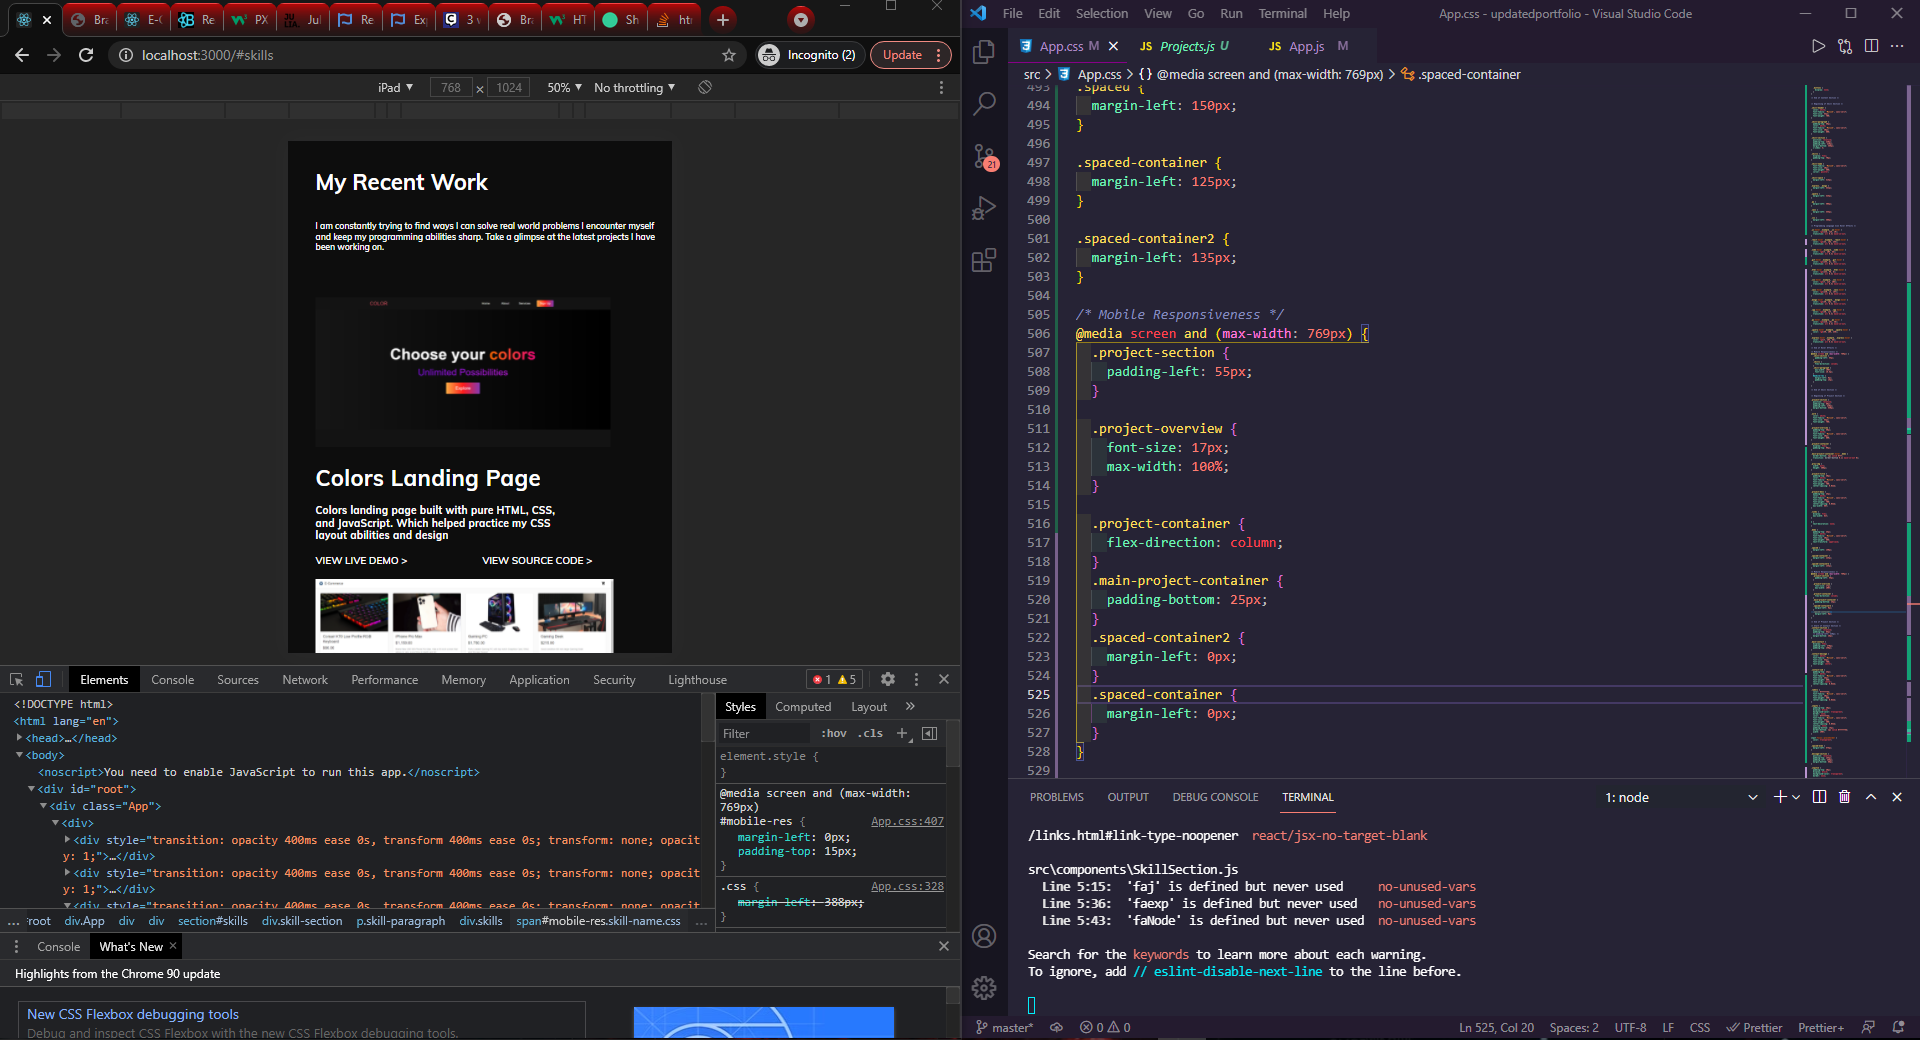 Bra
E-C
Re
PX
Jul
Re
Exp
3 v
Bra
HT
Sh
ht
localhost:3000/#skills
Incognito (2)
Update
iPad
768
×
1024
50%
No throttling
My Recent Work
I am constantly trying to find ways I can solve real world problems I encounter myself
and keep my programming abilities sharp. Take a glimpse at the latest projects I have
been working on.
COLOR
Choose your colors
Unlimited Possibilities
Colors Landing Page
Colors landing page built with pure HTML, CSS,
and JavaScript. Which helped practice my CSS
layout abilities and design
VIEW LIVE DEMO >
VIEW SOURCE CODE >
Elements
Console
Sources
Network
Performance
Memory
Application
Security
Lighthouse
1
5
<!DOCTYPE html>
<html lang="en">
<head>…</head>
<body>
<noscript>You need to enable JavaScript to run this app.</noscript>
<div id="root">
<div class="App">
<div>
<div style="transition: opacity 400ms ease 0s, transform 400ms ease 0s; transform: none; opacit
y: 1;">…</div>
<div style="transition: opacity 400ms ease 0s, transform 400ms ease 0s; transform: none; opacit
y: 1;">…</div>
<div style="transition: opacity 400ms ease 0s, transform 400ms ease 0s; transform: none; opacit
... root div.App div div section#skills div.skill-section p.skill-paragraph div.skills span#mobile-res.skill-name.css ...
Styles
Computed
Layout
»
Filter
:hov .cls +
element.style {
}
@media screen and (max-width:
769px)
#mobile-res { App.css:407
margin-left: 0px;
padding-top: 15px;
}
.css { App.css:328
margin-left: 388px;
}
Console
What's New ×
Highlights from the Chrome 90 update
New CSS Flexbox debugging tools
Debug and inspect CSS Flexbox with the new CSS Flexbox debugging tools.
File Edit Selection View Go Run Terminal Help
App.css - updatedportfolio - Visual Studio Code
App.css M
JS Projects.js U
JS App.js M
src > App.css > {} @media screen and (max-width: 769px) > .spaced-container
493 .spaced {
494 margin-left: 150px;
495 }
496
497 .spaced-container {
498 margin-left: 125px;
499 }
500
501 .spaced-container2 {
502 margin-left: 135px;
503 }
504
505 /* Mobile Responsiveness */
506 @media screen and (max-width: 769px) {
507 .project-section {
508 padding-left: 55px;
509 }
510
511 .project-overview {
512 font-size: 17px;
513 max-width: 100%;
514 }
515
516 .project-container {
517 flex-direction: column;
518 }
519 .main-project-container {
520 padding-bottom: 25px;
521 }
522 .spaced-container2 {
523 margin-left: 0px;
524 }
525 .spaced-container {
526 margin-left: 0px;
527 }
528 }
529
21
PROBLEMS
OUTPUT
DEBUG CONSOLE
TERMINAL
1: node
/links.html#link-type-noopener react/jsx-no-target-blank
src\components\SkillSection.js
Line 5:15: 'faj' is defined but never used no-unused-vars
Line 5:36: 'faexp' is defined but never used no-unused-vars
Line 5:43: 'faNode' is defined but never used no-unused-vars
Search for the keywords to learn more about each warning.
To ignore, add // eslint-disable-next-line to the line before.
master*
0
0
Ln 525, Col 20
Spaces: 2
UTF-8
LF
CSS
Prettier
Prettier+